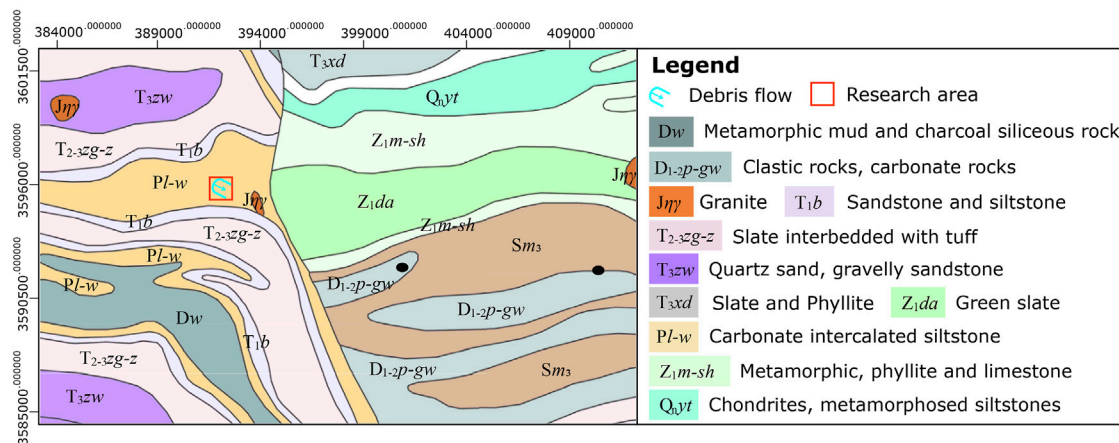 384000.000000 389000.000000 394000.000000 399000.000000 404000.000000 409000.000000
3601500.000000
3596000.000000
3590500.000000
3585000.000000
T₃xd
T₃zw
Jηγ
Qₙyt
Z₁m-sh
T₂₋₃zg-z
T₁b
Pl-w
Jηγ
Jηγ
Z₁da
T₁b
T₂₋₃zg-z
Z₁m-sh
Sm₃
Pl-w
D₁₋₂p-gw
Pl-w
D₁₋₂p-gw
Dw
T₁b
T₂₋₃zg-z
D₁₋₂p-gw
Sm₃
T₃zw
Legend
Debris flow Research area
Dw Metamorphic mud and charcoal siliceous rock
D₁₋₂p-gw Clastic rocks, carbonate rocks
Jηγ Granite T₁b Sandstone and siltstone
T₂₋₃zg-z Slate interbedded with tuff
T₃zw Quartz sand, gravelly sandstone
T₃xd Slate and Phyllite Z₁da Green slate
Pl-w Carbonate intercalated siltstone
Z₁m-sh Metamorphic, phyllite and limestone
Qₙyt Chondrites, metamorphosed siltstones